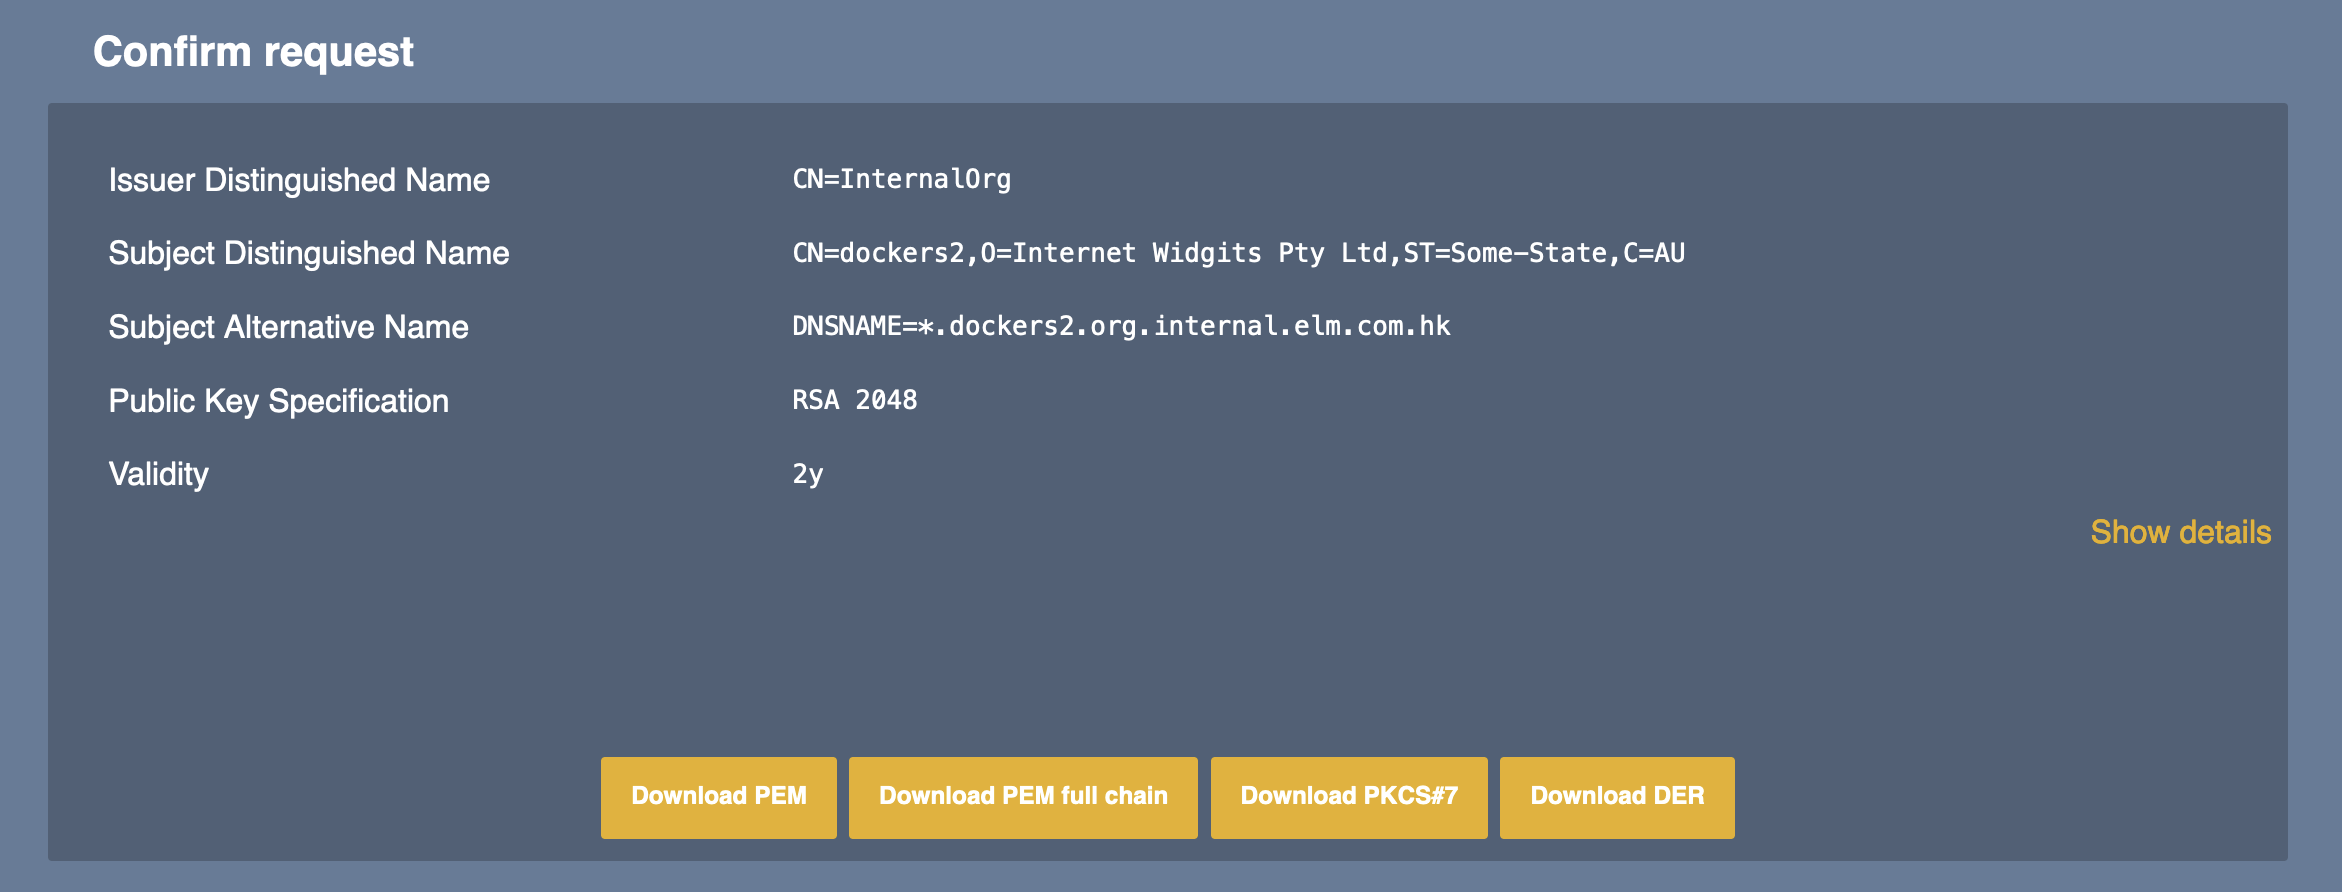 Confirm request
Issuer Distinguished Name CN=InternalOrg
Subject Distinguished Name CN=dockers2,O=Internet Widgits Pty Ltd,ST=Some-State,C=AU
Subject Alternative Name DNSNAME=*.dockers2.org.internal.elm.com.hk
Public Key Specification RSA 2048
Validity 2y
Show details
Download PEM Download PEM full chain Download PKCS#7 Download DER